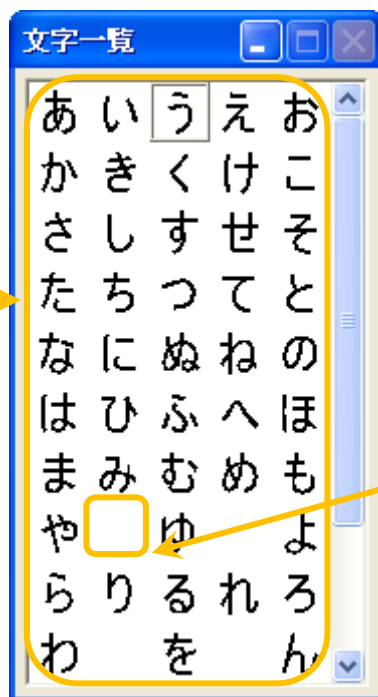 文字一覧
あ い う え お
か き く け こ
さ し す せ そ
た ち つ て と
な に ぬ ね の
は ひ ふ へ ほ
ま み む め も
や ゆ よ
ら り る れ ろ
わ を ん